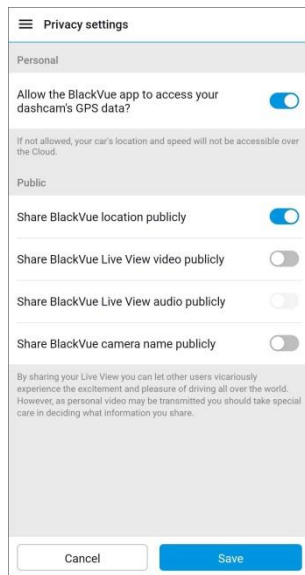 Privacy settings
Personal
Allow the BlackVue app to access your
dashcam's GPS data?
If not allowed, your car's location and speed will not be accessible over
the Cloud.
Public
Share BlackVue location publicly
Share BlackVue Live View video publicly
Share BlackVue Live View audio publicly
Share BlackVue camera name publicly
By sharing your Live View you can let other users vicariously
experience the excitement and pleasure of driving all over the world.
However, as personal video may be transmitted you should take special
care in deciding what information you share.
Cancel
Save